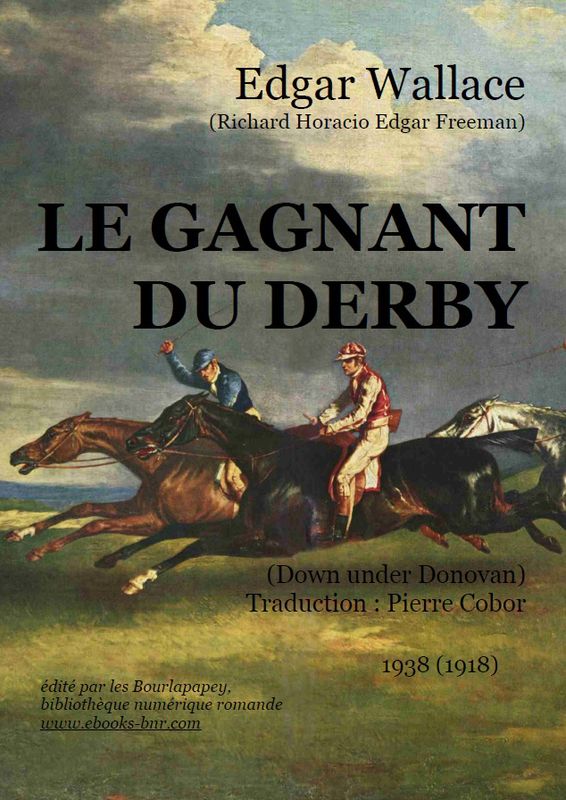 Edgar Wallace
(Richard Horacio Edgar Freeman)
LE GAGNANT
DU DERBY
(Down under Donovan)
Traduction : Pierre Cobor
1938 (1918)
édité par les Bourlapapey,
bibliothèque numérique romande
www.ebooks-bnr.com